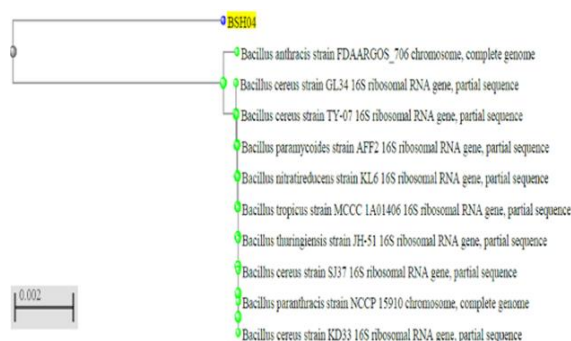 BSH04
Bacillus anthracis strain FDAARGOS_706 chromosome, complete genome
Bacillus cereus strain GL34 16S ribosomal RNA gene, partial sequence
Bacillus cereus strain TY-07 16S ribosomal RNA gene, partial sequence
Bacillus paramycoides strain AFF2 16S ribosomal RNA gene, partial sequence
Bacillus nitratireducens strain KL6 16S ribosomal RNA gene, partial sequence
Bacillus tropicus strain MCCC 1A01406 16S ribosomal RNA gene, partial sequence
Bacillus thuringiensis strain JH-51 16S ribosomal RNA gene, partial sequence
Bacillus cereus strain SJ37 16S ribosomal RNA gene, partial sequence
0.002
Bacillus paranthracis strain NCCP 15910 chromosome, complete genome
Bacillus cereus strain KD33 16S ribosomal RNA gene, partial sequence